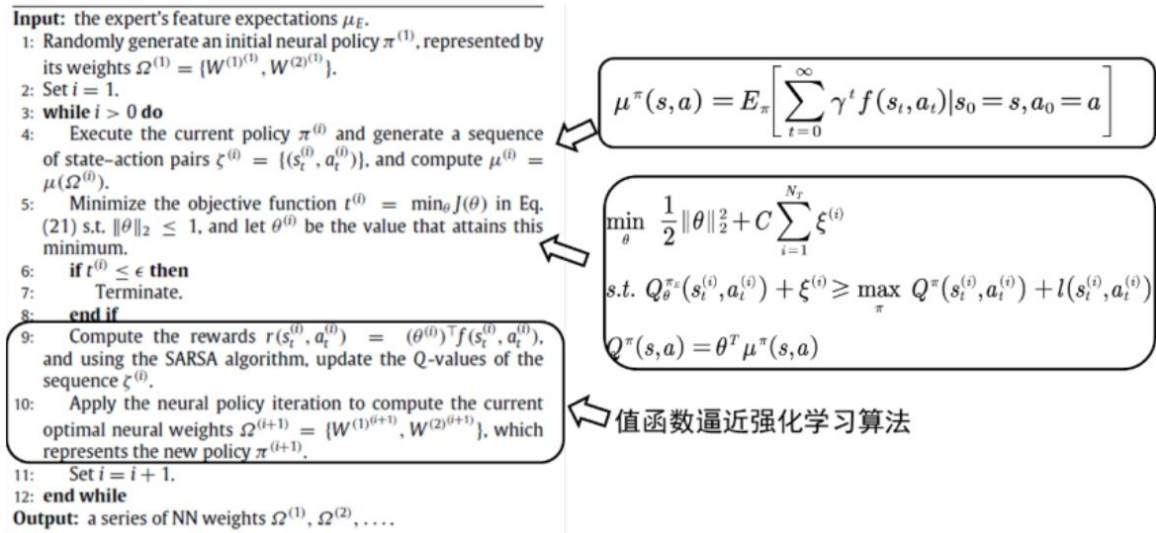 Input: the expert's feature expectations μ_E.
1: Randomly generate an initial neural policy π^(1), represented by
its weights Ω^(1) = {W^(1)^(1), W^(2)^(1)}.
2: Set i = 1.
3: while i > 0 do
4: Execute the current policy π^(i) and generate a sequence
of state–action pairs ζ^(i) = {(s_t^(i), a_t^(i))}, and compute μ^(i) =
μ(Ω^(i)).
5: Minimize the objective function t^(i) = min_θ J(θ) in Eq.
(21) s.t. ‖θ‖_2 ≤ 1, and let θ^(i) be the value that attains this
minimum.
6: if t^(i) ≤ ϵ then
7: Terminate.
8: end if
9: Compute the rewards r(s_t^(i), a_t^(i)) = (θ^(i))^⊤ f(s_t^(i), a_t^(i)),
and using the SARSA algorithm, update the Q-values of the
sequence ζ^(i).
10: Apply the neural policy iteration to compute the current
optimal neural weights Ω^(i+1) = {W^(1)^(i+1), W^(2)^(i+1)}, which
represents the new policy π^(i+1).
11: Set i = i + 1.
12: end while
Output: a series of NN weights Ω^(1), Ω^(2), ....
μ^π(s,a) = E_π[∑_{t=0}^{∞} γ^t f(s_t,a_t)|s_0 = s,a_0 = a]
min_θ 1/2 ‖θ‖_2^2 + C ∑_{i=1}^{N_T} ξ^(i)
s.t. Q_θ^{π_E}(s_t^(i),a_t^(i)) + ξ^(i) ⩾ max_π Q^π(s_t^(i),a_t^(i)) + l(s_t^(i),a_t^(i))
Q^π(s,a) = θ^T μ^π(s,a)
值函数逼近强化学习算法